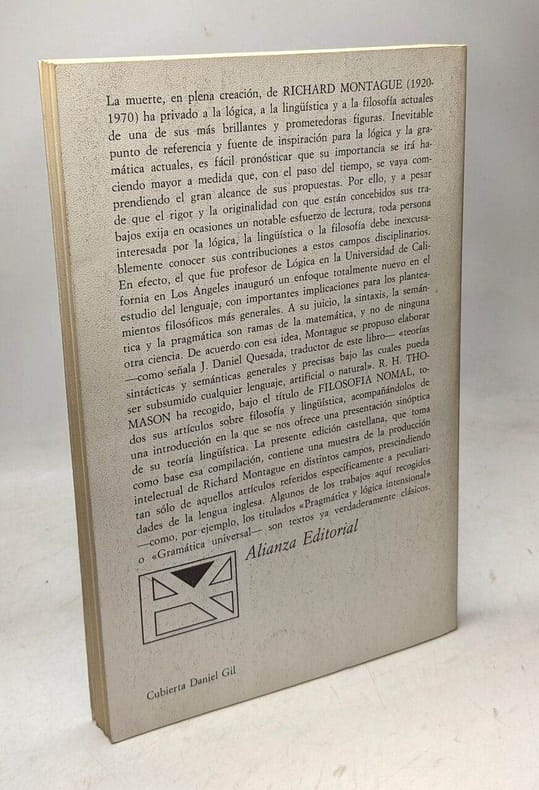 La muerte, en plena creación, de RICHARD MONTAGUE (1920-
1970) ha privado a la lógica, a la lingüística y a la filosofía actuales
de una de sus más brillantes y prometedoras figuras. Inevitable
punto de referencia y fuente de inspiración para la lógica y la gra-
mática actuales, es fácil pronósticar que su importancia se irá ha-
ciendo mayor a medida que, con el paso del tiempo, se vaya com-
prendiendo el gran alcance de sus propuestas. Por ello, y a pesar
de que el rigor y la originalidad con que están concebidos sus tra-
bajos exija en ocasiones un notable esfuerzo de lectura, toda persona
interesada por la lógica, la lingüística o la filosofía debe inexcusa-
blemente conocer sus contribuciones a estos campos disciplinarios.
En efecto, el que fue profesor de Lógica en la Universidad de Cali-
fornia en Los Angeles inauguró un enfoque totalmente nuevo en el
estudio del lenguaje, con importantes implicaciones para los plantea-
mientos filosóficos más generales. A su juicio, la sintaxis, la semán-
tica y la pragmática son ramas de la matemática, y no de ninguna
otra ciencia. De acuerdo con esa idea, Montague se propuso elaborar
—como señala J. Daniel Quesada, traductor de este libro— «teorías
sintácticas y semánticas generales y precisas bajo las cuales pueda
ser subsumido cualquier lenguaje, artificial o natural». R. H. THO-
MASON ha recogido, bajo el título de FILOSOFIA NOMAL, to-
dos sus artículos sobre filosofía y lingüística, acompañándolos de
una introducción en la que se nos ofrece una presentación sinóptica
de su teoría lingüística. La presente edición castellana, que toma
como base esa compilación, contiene una muestra de la producción
intelectual de Richard Montague en distintos campos, prescindiendo
tan sólo de aquellos artículos referidos específicamente a peculiari-
dades de la lengua inglesa. Algunos de los trabajos aquí recogidos
—como, por ejemplo, los titulados «Pragmática y lógica intensional»
o «Gramática universal— son textos ya verdaderamente clásicos.
Alianza Editorial
Cubierta Daniel Gil